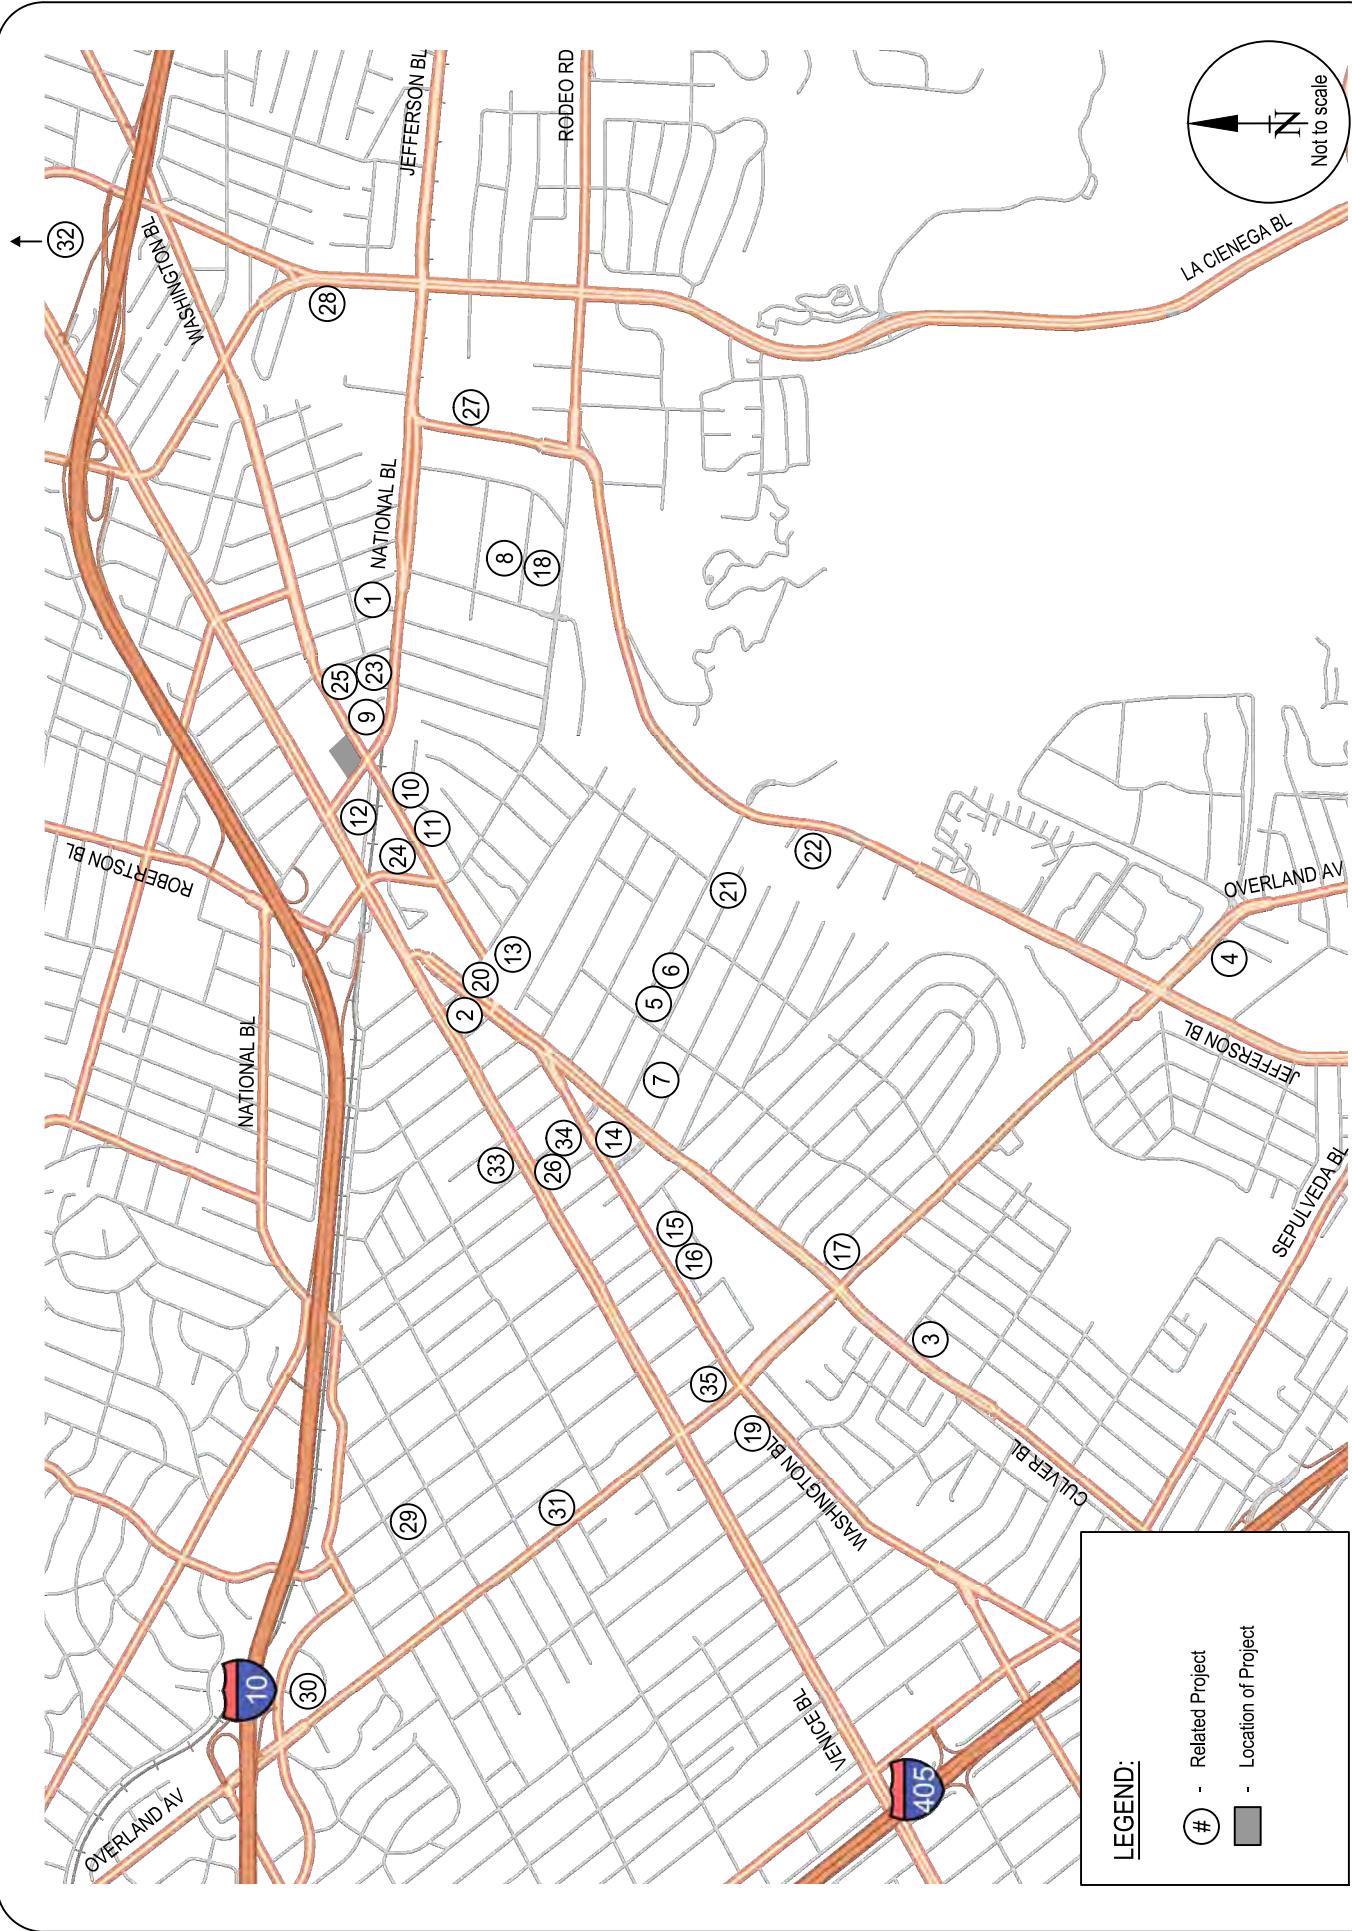 32
WASHINGTON BL
JEFFERSON BL
RODEO RD
N
Not to scale
28
LA CIENEGA BL
27
NATIONAL BL
8
18
1
25
23
9
12
10
11
24
ROBERTSON BL
22
21
OVERLAND AV
4
13
20
2
6
5
7
NATIONAL BL
JEFFERSON BL
33
34
26
14
15
16
17
SEPULVEDA BL
3
35
19
WASHINGTON BL
CULVER BL
29
31
30
10
VENICE BL
405
OVERLAND AV
LEGEND:
# - Related Project
- Location of Project